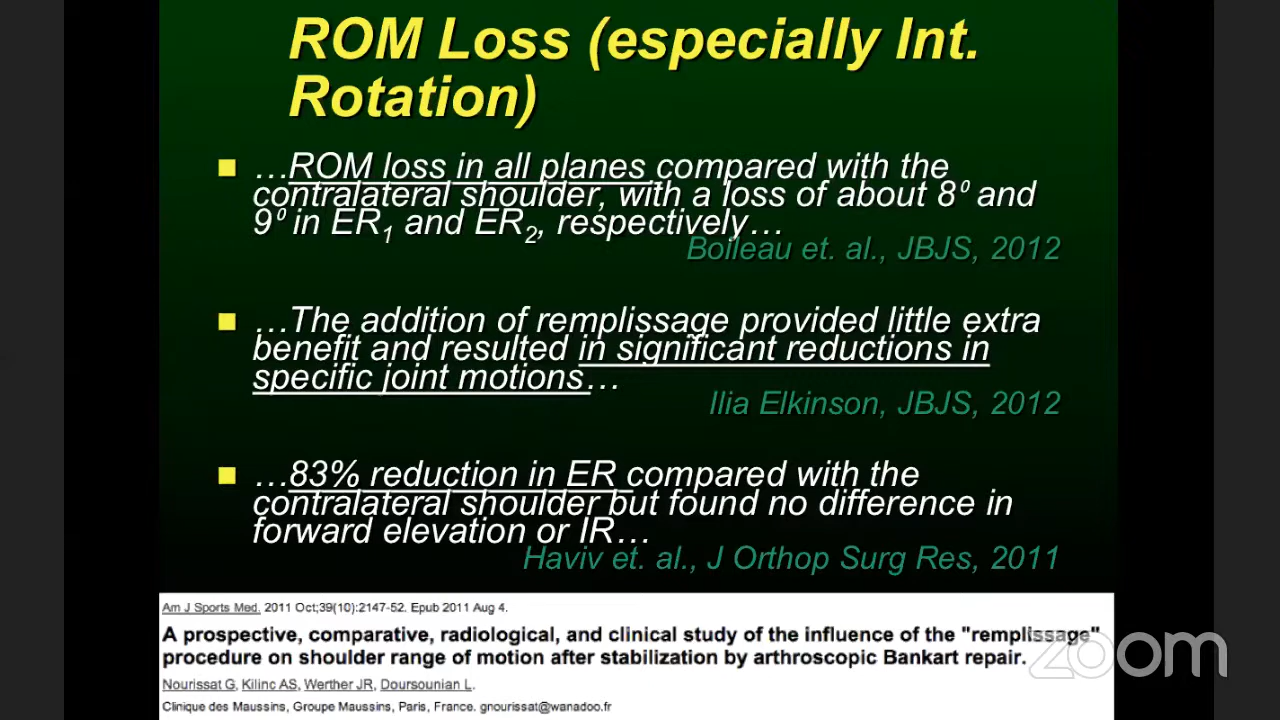 ROM Loss (especially Int.
Rotation)
■ …ROM loss in all planes compared with the
contralateral shoulder, with a loss of about 8⁰ and
9⁰ in ER₁ and ER₂, respectively…
Boileau et. al., JBJS, 2012
■ …The addition of remplissage provided little extra
benefit and resulted in significant reductions in
specific joint motions…
Ilia Elkinson, JBJS, 2012
■ …83% reduction in ER compared with the
contralateral shoulder but found no difference in
forward elevation or IR…
Haviv et. al., J Orthop Surg Res, 2011
Am J Sports Med. 2011 Oct;39(10):2147-52. Epub 2011 Aug 4.
A prospective, comparative, radiological, and clinical study of the influence of the "remplissage"
procedure on shoulder range of motion after stabilization by arthroscopic Bankart repair.
Nourissat G, Kilinc AS, Werther JR, Doursounian L.
Clinique des Maussins, Groupe Maussins, Paris, France. gnourissat@wanadoo.fr
zoom